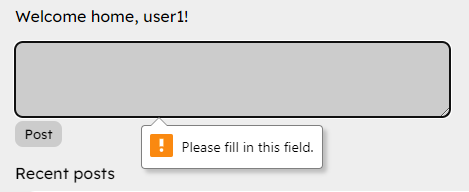 Welcome home, user1!
Post
Please fill in this field.
Recent posts